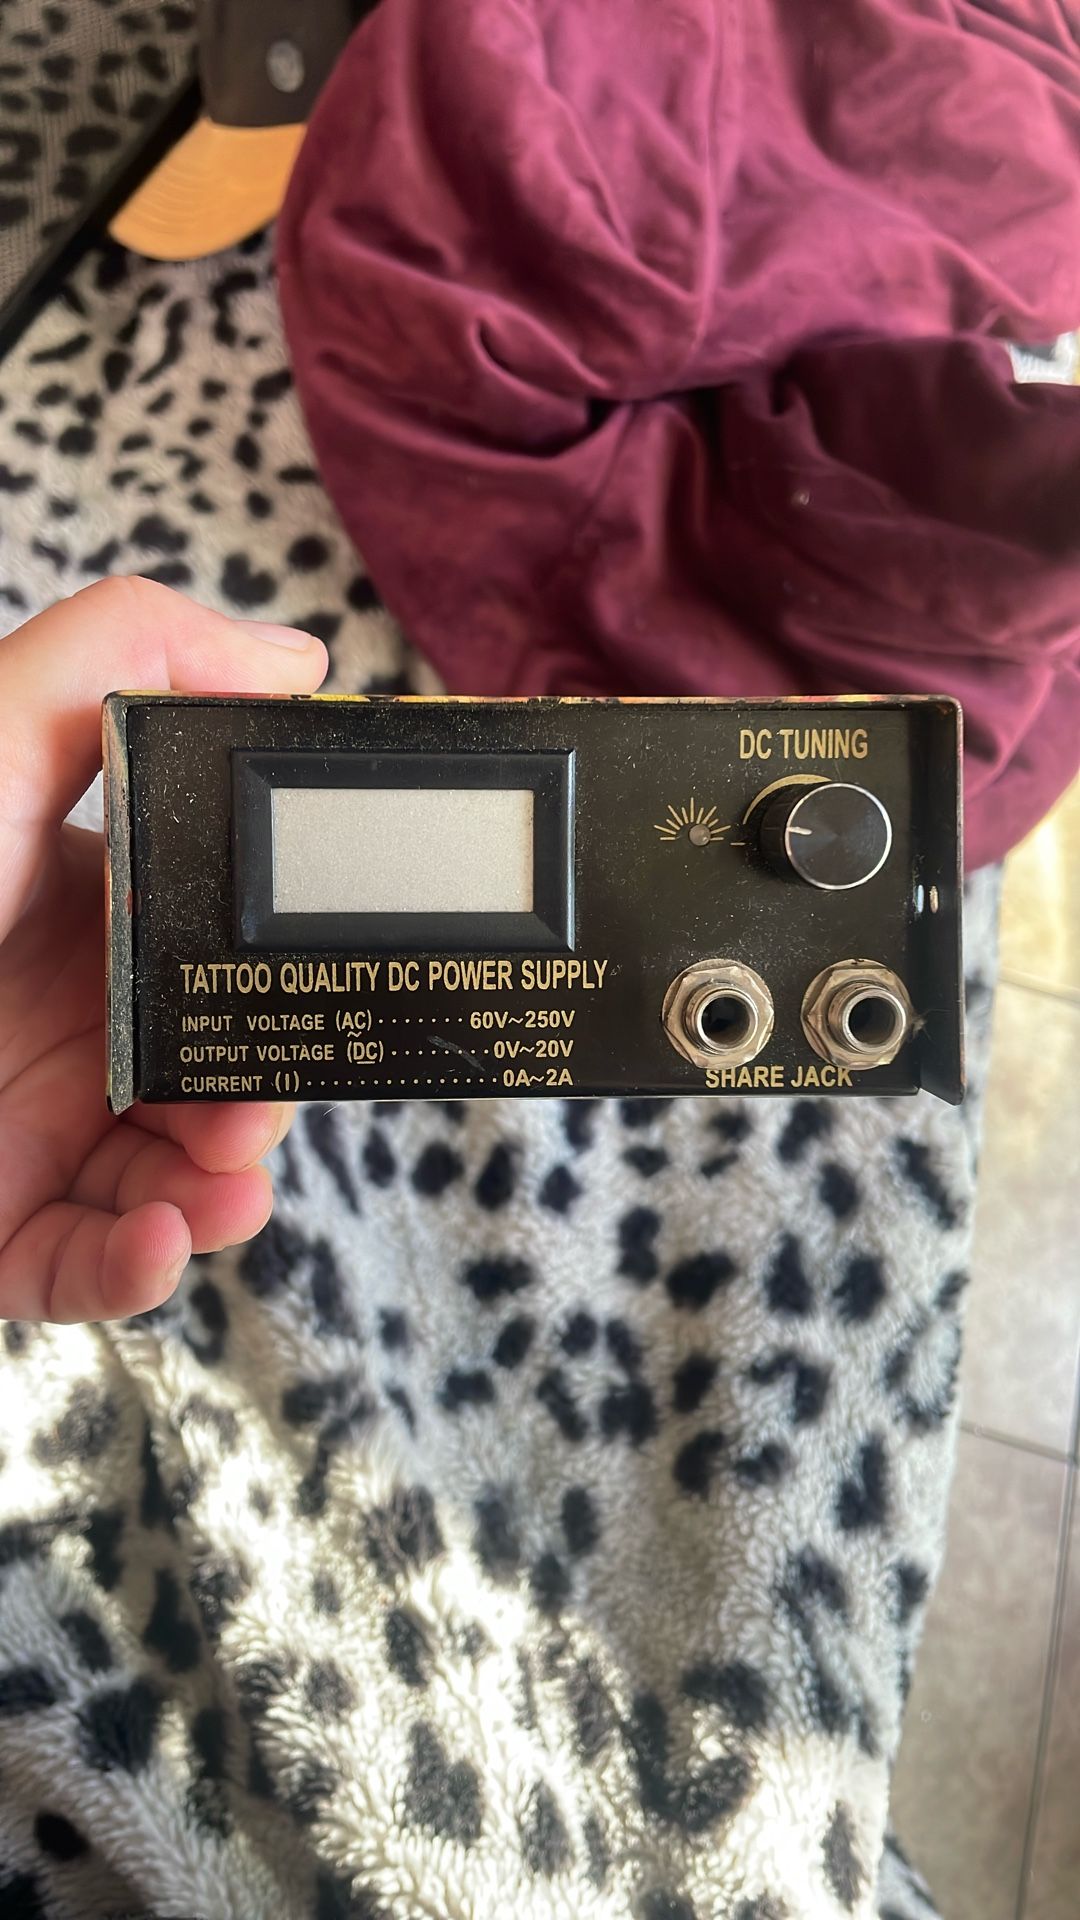 DC TUNING
TATTOO QUALITY DC POWER SUPPLY
INPUT VOLTAGE (AC)·······60V~250V
OUTPUT VOLTAGE (DC)········0V~20V
CURRENT (I)···············0A~2A
SHARE JACK